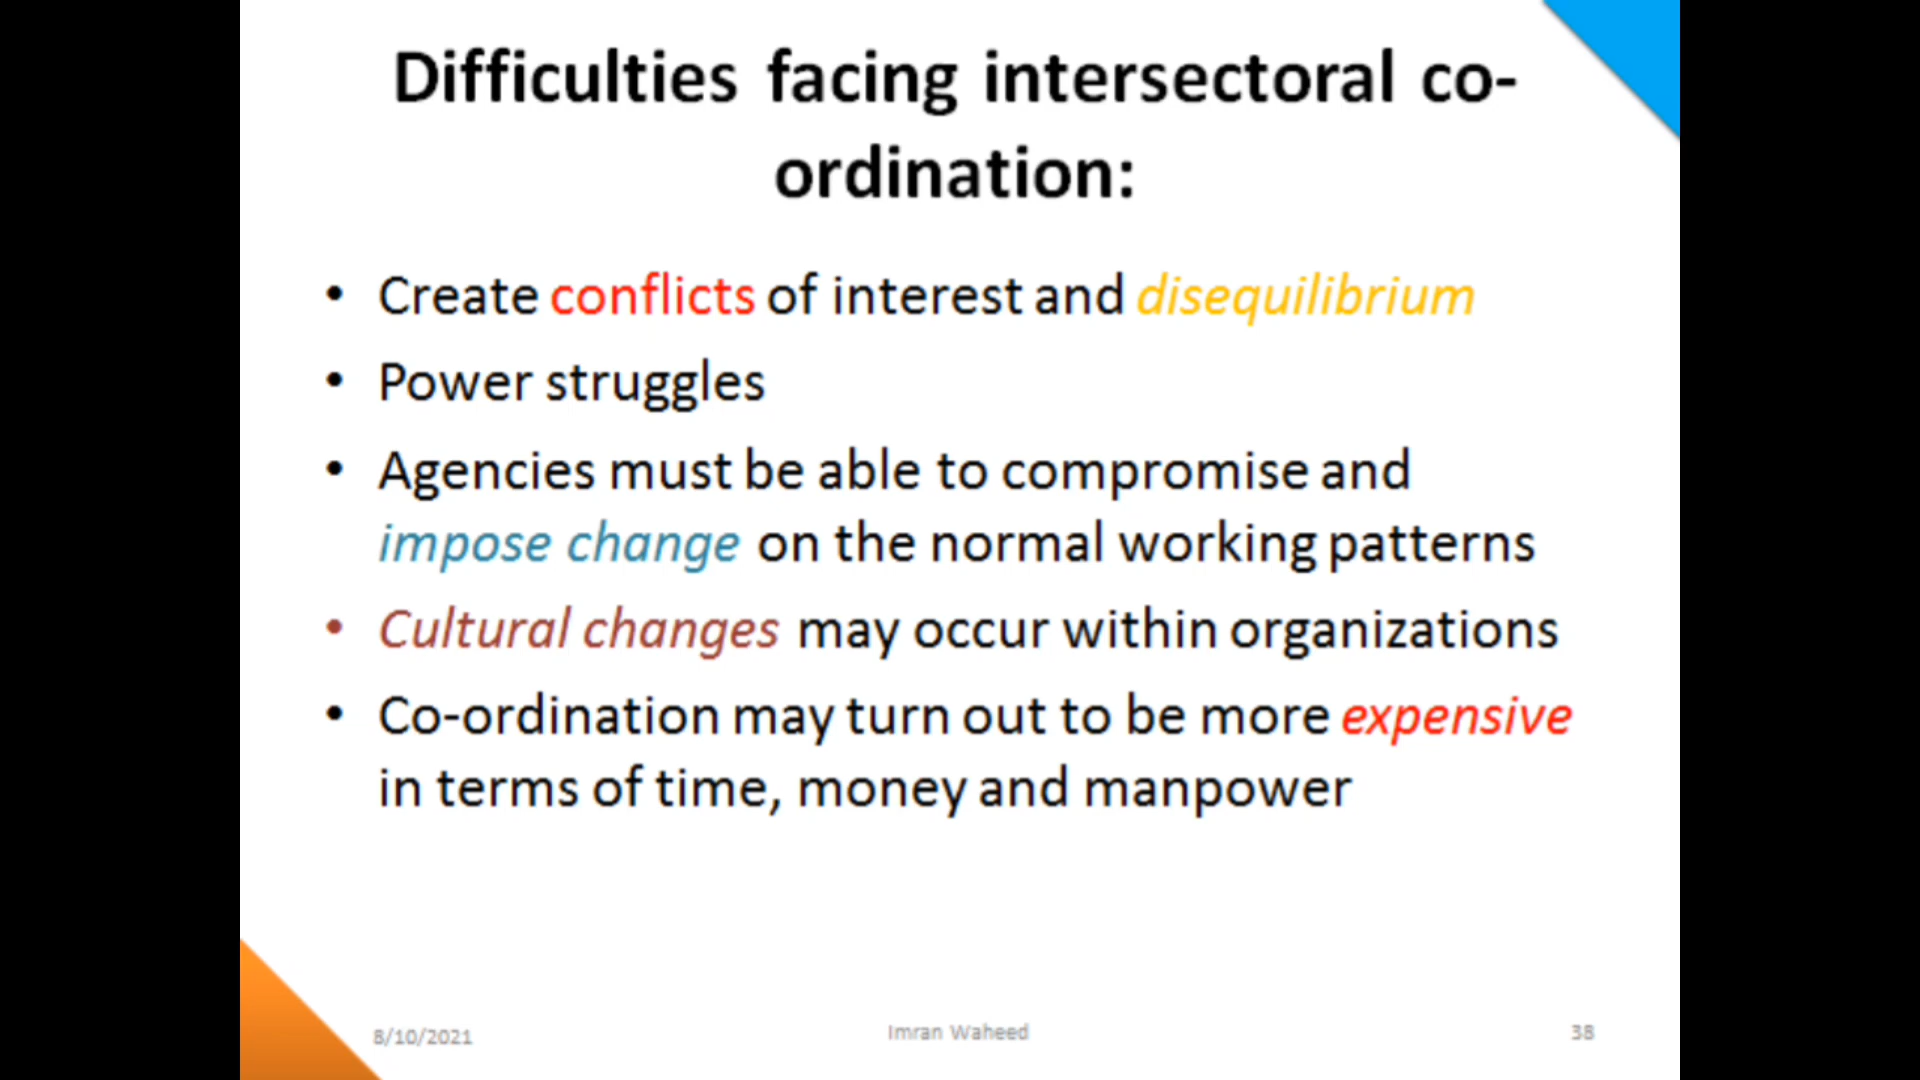 Difficulties facing intersectoral co-
ordination:
• Create conflicts of interest and disequilibrium
• Power struggles
• Agencies must be able to compromise and
impose change on the normal working patterns
• Cultural changes may occur within organizations
• Co-ordination may turn out to be more expensive
in terms of time, money and manpower
8/10/2021
Imran Waheed
38